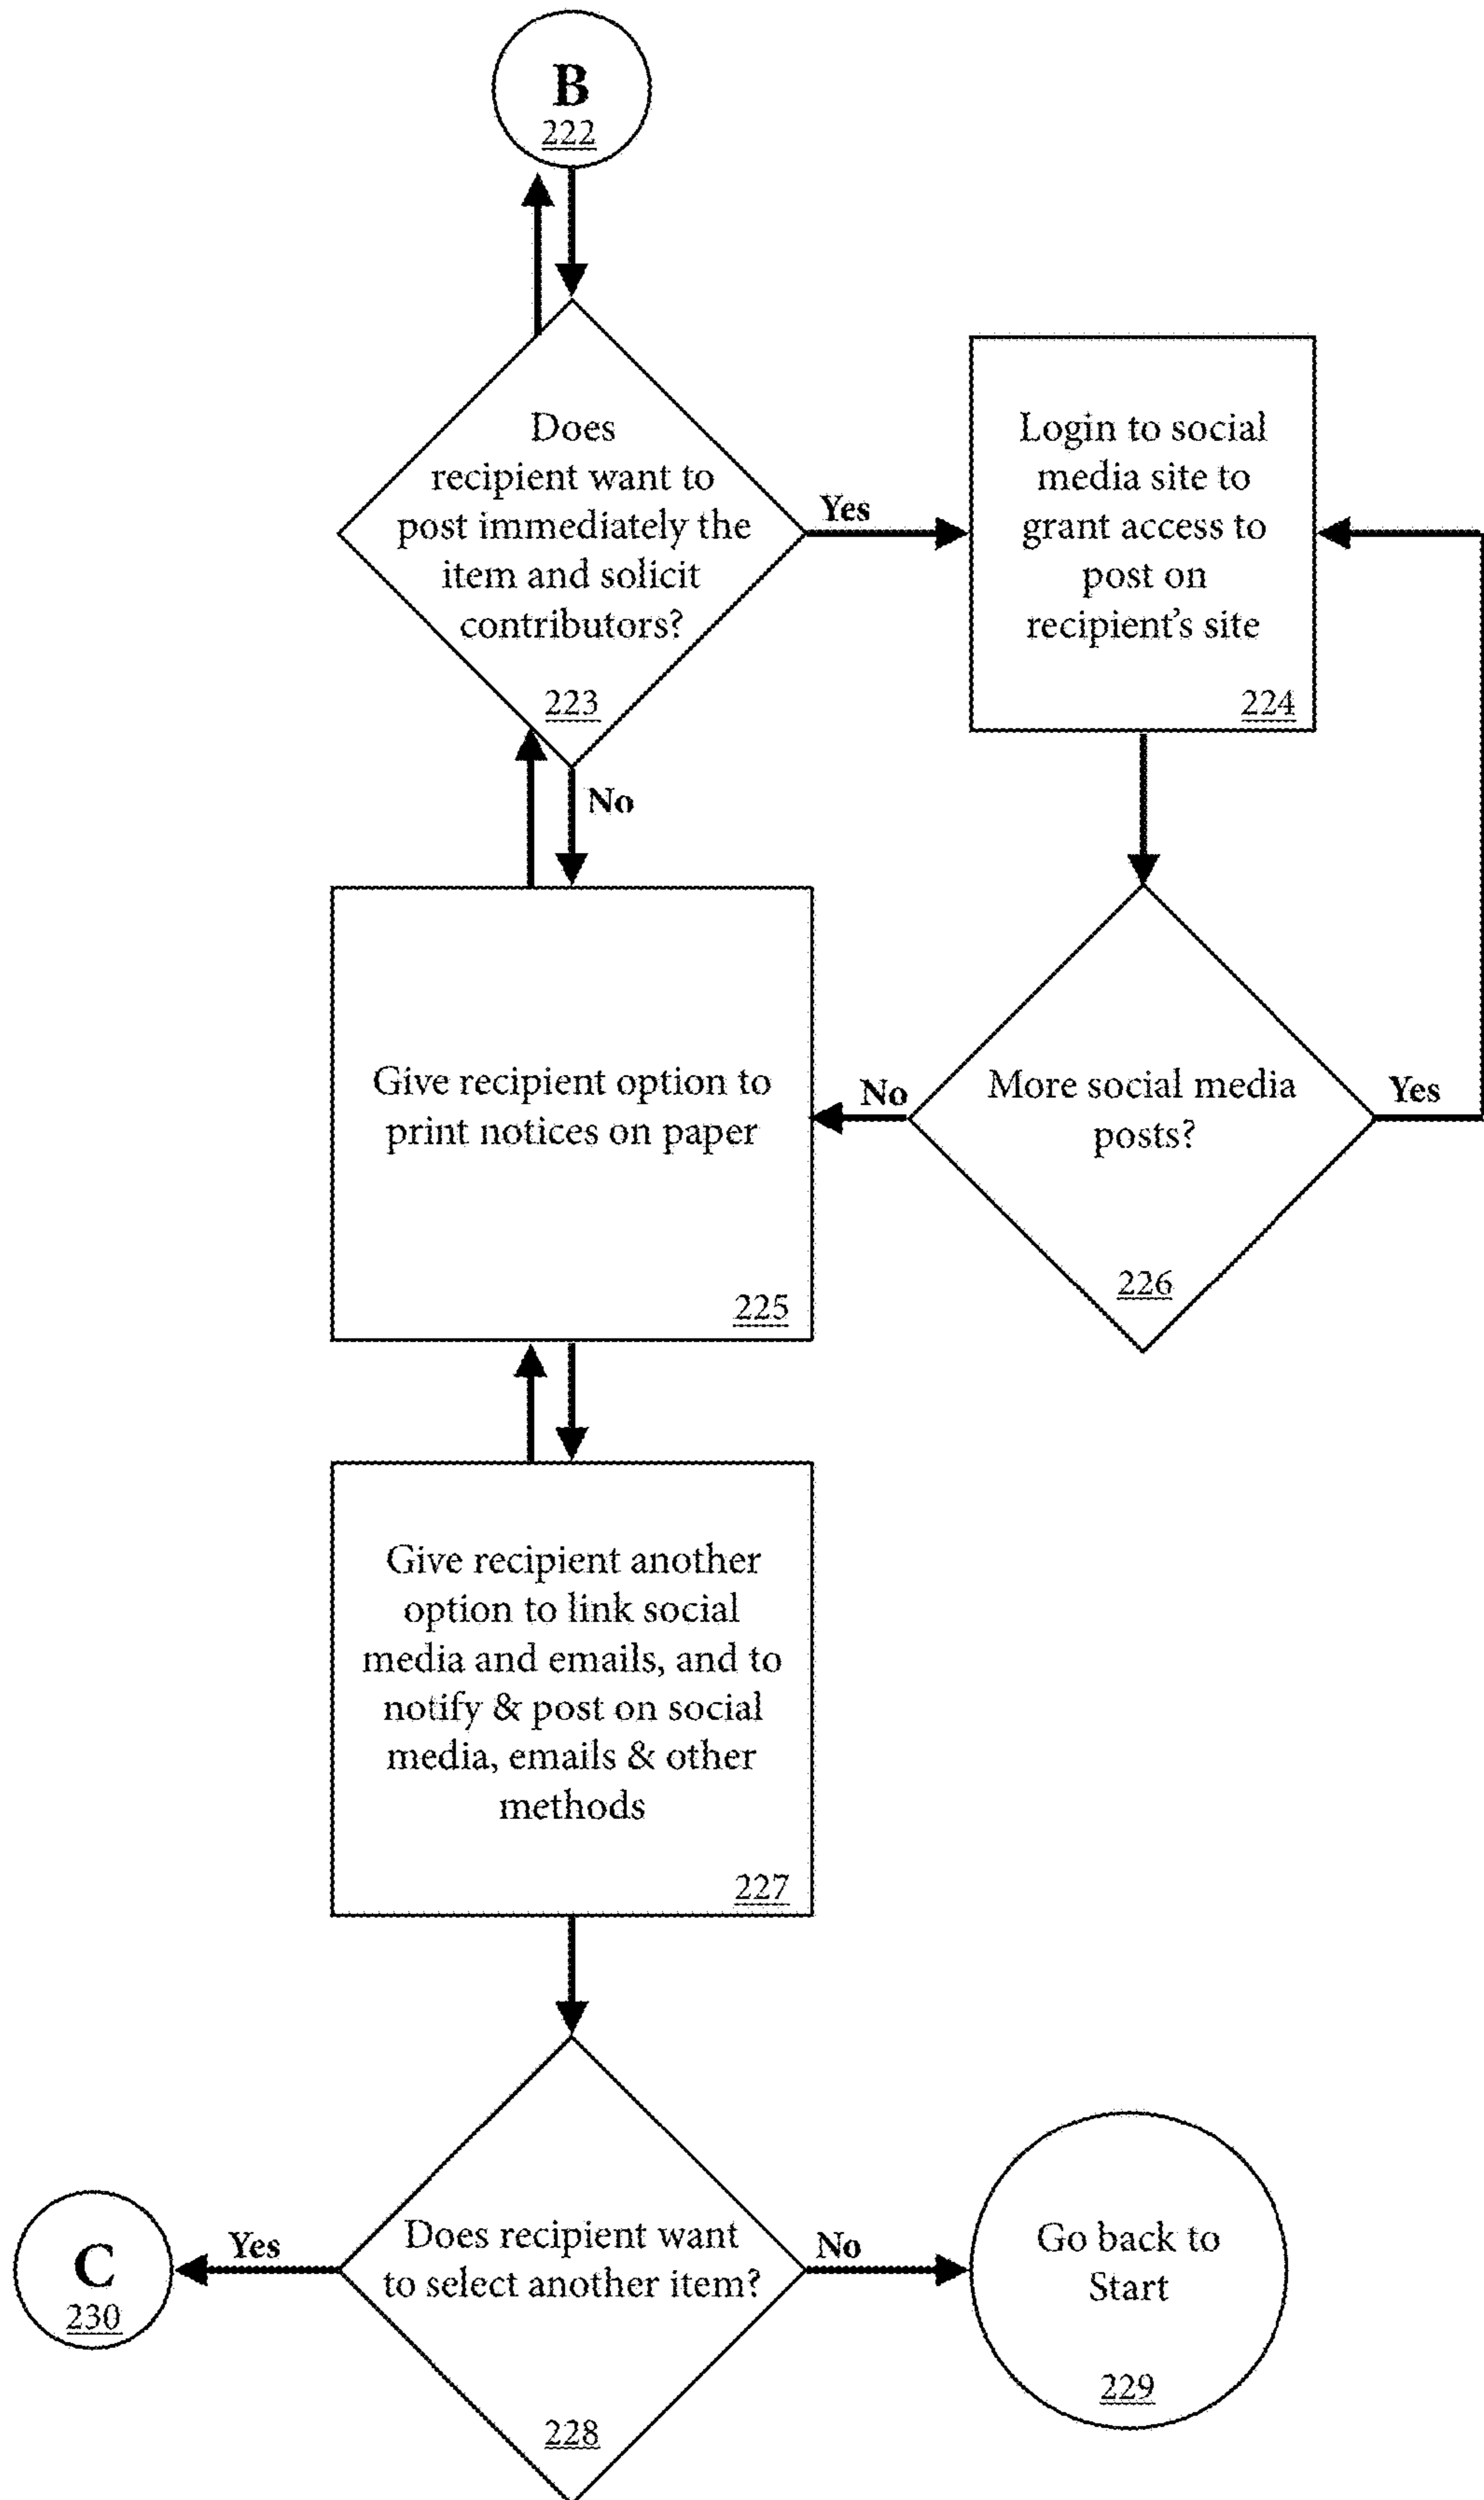 B
222
Does
recipient want to
post immediately the
item and solicit
contributors?
223
Yes
No
Login to social
media site to
grant access to
post on
recipient's site
224
Give recipient option to
print notices on paper
225
No
More social media
posts?
226
Yes
Give recipient another
option to link social
media and emails, and to
notify & post on social
media, emails & other
methods
227
C
230
Yes
Does recipient want
to select another item?
228
No
Go back to
Start
229